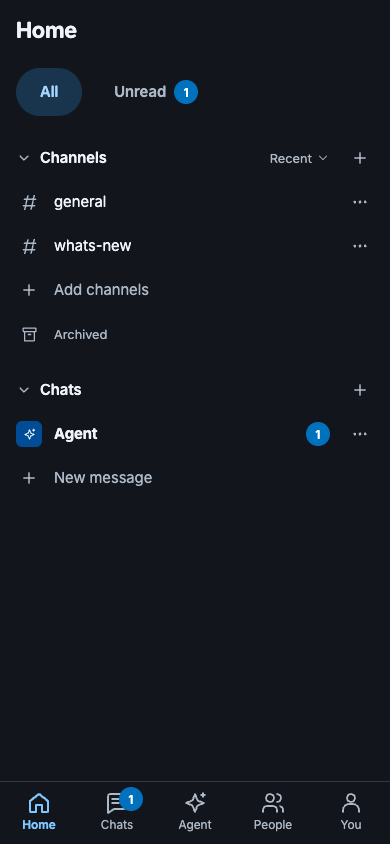 Home
All
Unread 1
Channels Recent
general
whats-new
Add channels
Archived
Chats
Agent 1
New message
1
Home Chats Agent People You